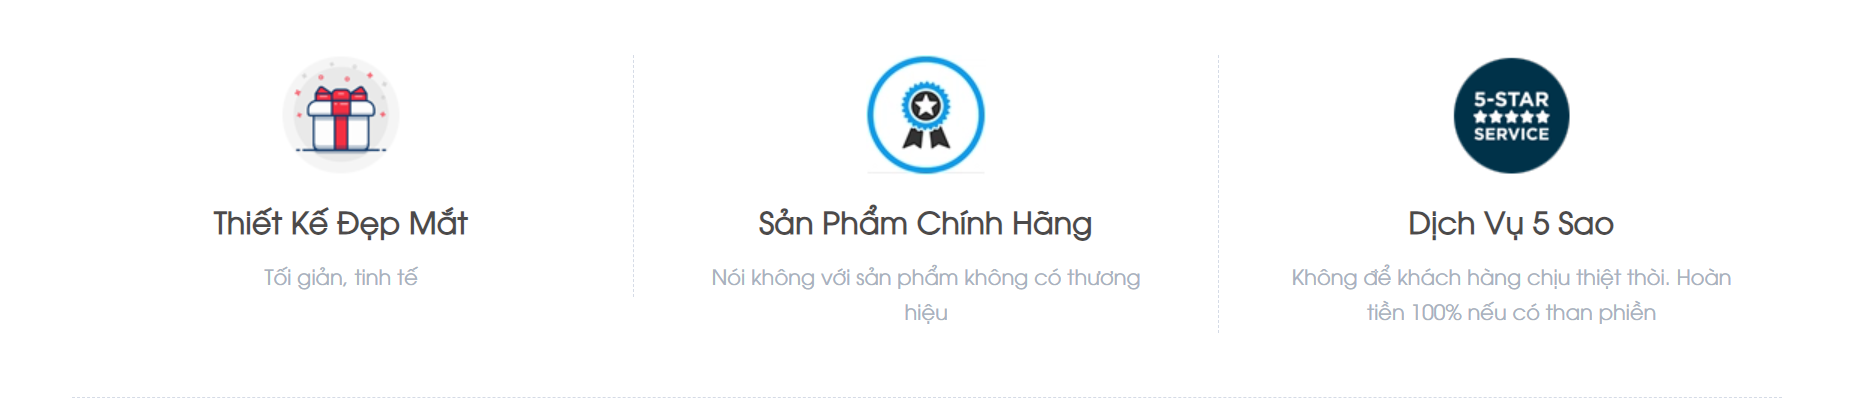 5-STAR
SERVICE
Thiết Kế Đẹp Mắt
Tối giản, tinh tế
Sản Phẩm Chính Hãng
Nói không với sản phẩm không có thương
hiệu
Dịch Vụ 5 Sao
Không để khách hàng chịu thiệt thòi. Hoàn
tiền 100% nếu có than phiền